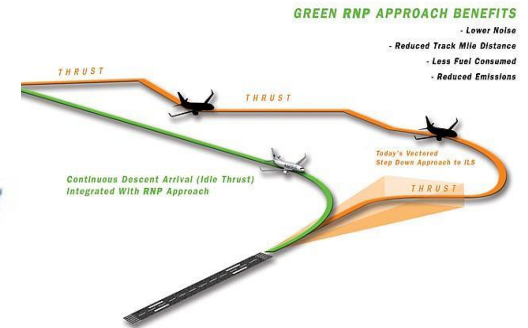 GREEN RNP APPROACH BENEFITS
- Lower Noise
- Reduced Track Mile Distance
- Less Fuel Consumed
- Reduced Emissions
THRUST
THRUST
Today's Vectored
Step Down Approach to ILS
Continuous Descent Arrival (Idle Thrust)
Integrated With RNP Approach
THRUST